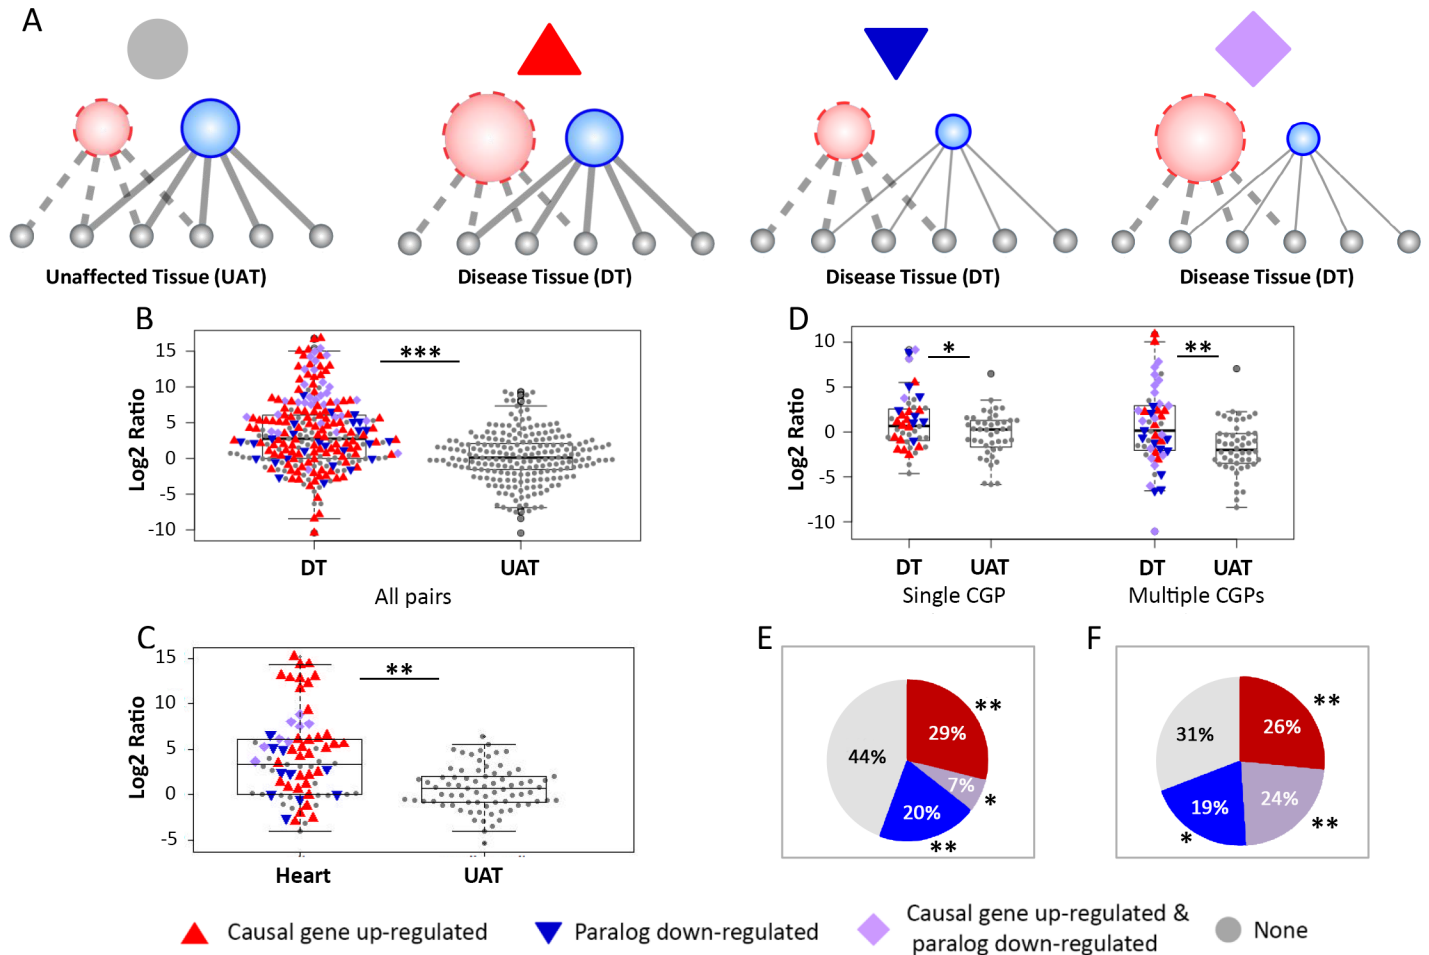 A
Unaffected Tissue (UAT)
Disease Tissue (DT)
Disease Tissue (DT)
Disease Tissue (DT)
B
Log2 Ratio
15
10
5
0
-5
-10
***
DT
UAT
All pairs
D
Log2 Ratio
10
5
0
-5
-10
*
**
DT
UAT
DT
UAT
Single CGP
Multiple CGPs
C
Log2 Ratio
15
10
5
0
-5
**
Heart
UAT
E
29%
**
7%
*
20%
**
44%
F
26%
**
24%
**
19%
*
31%
Causal gene up-regulated
Paralog down-regulated
Causal gene up-regulated &
paralog down-regulated
None